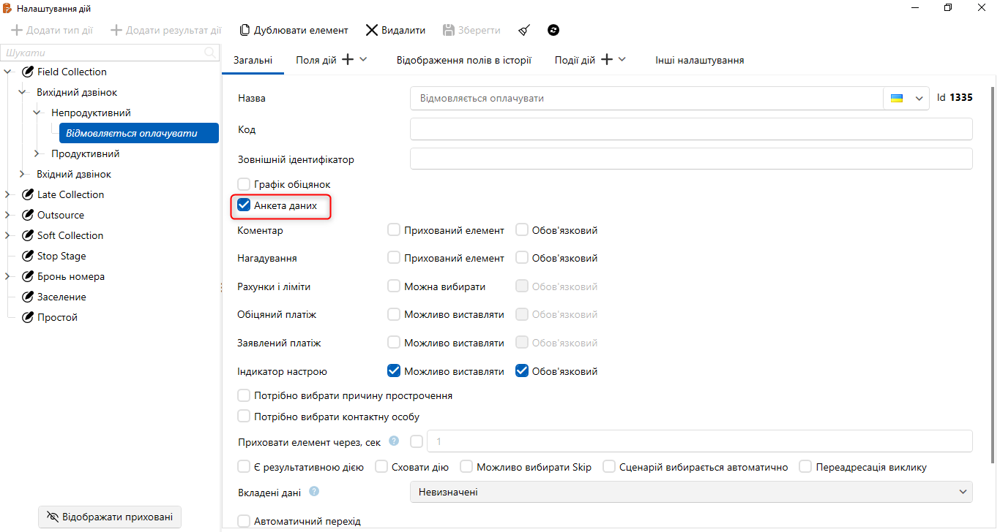 Налаштування дій
Додати тип дії Додати результат дії Дублювати елемент Видалити Зберегти
Шукати
Загальні Поля дій Відображення полів в історії Події дій Інші налаштування
Field Collection
Вихідний дзвінок
Непродуктивний
Відмовляється оплачувати
Продуктивний
Вхідний дзвінок
Late Collection
Outsource
Soft Collection
Stop Stage
Бронь номера
Заселение
Простой
Відображати приховані
Назва Відмовляється оплачувати Id 1335
Код
Зовнішній ідентифікатор
Графік обіцянок
Анкета даних
Коментар Прихований елемент Обов'язковий
Нагадування Прихований елемент Обов'язковий
Рахунки і ліміти Можна вибирати Обов'язковий
Обіцяний платіж Можливо виставляти Обов'язковий
Заявлений платіж Можливо виставляти Обов'язковий
Індикатор настрою Можливо виставляти Обов'язковий
Потрібно вибрати причину прострочення
Потрібно вибрати контактну особу
Приховати елемент через, сек ? 1
Є результативною дією Сховати дію Можливо вибирати Skip Сценарій вибирається автоматично Переадресація виклику
Вкладені дані ? Невизначені
Автоматичний перехід